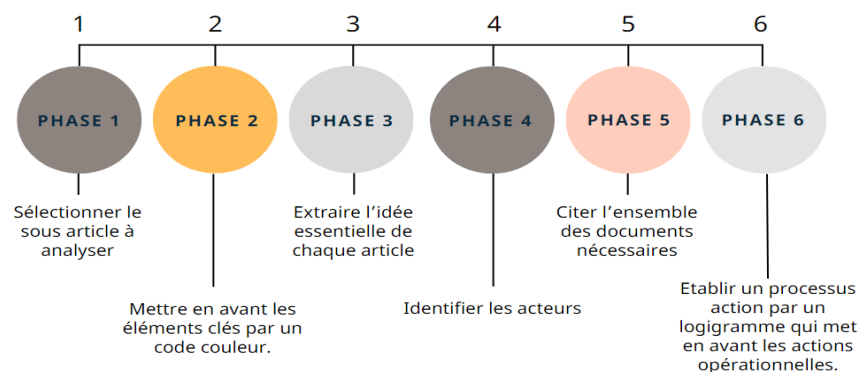 1 2 3 4 5 6
PHASE 1 PHASE 2 PHASE 3 PHASE 4 PHASE 5 PHASE 6
Sélectionner le
sous article à
analyser
Mettre en avant les
éléments clés par un
code couleur.
Extraire l'idée
essentielle de
chaque article
Identifier les acteurs
Citer l'ensemble
des documents
nécessaires
Etablir un processus
action par un
logigramme qui met
en avant les actions
opérationnelles.